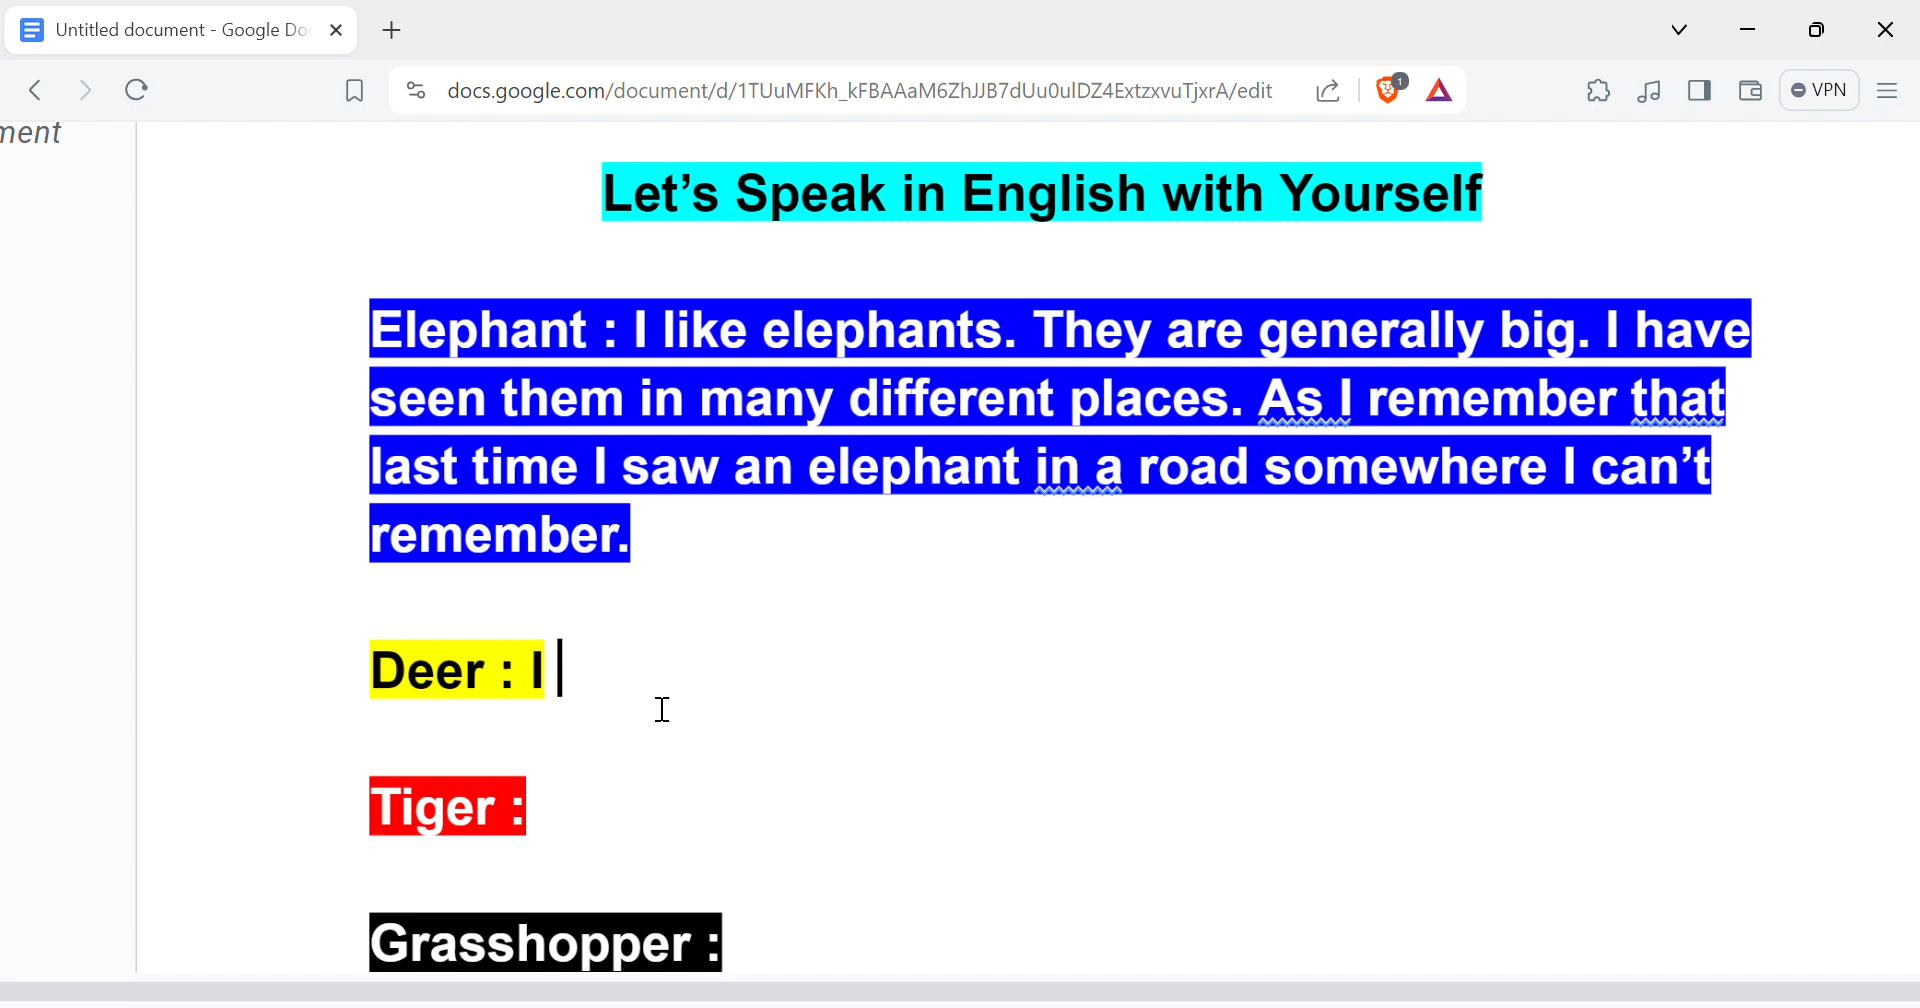 Untitled document - Google Do
docs.google.com/document/d/1TUuMFKh_kFBAAaM6ZhJJB7dUu0uIDZ4ExtzxvuTjxrA/edit
1
VPN
ment
Let’s Speak in English with Yourself
Elephant : I like elephants. They are generally big. I have
seen them in many different places. As I remember that
last time I saw an elephant in a road somewhere I can’t
remember.
Deer : I
Tiger :
Grasshopper :